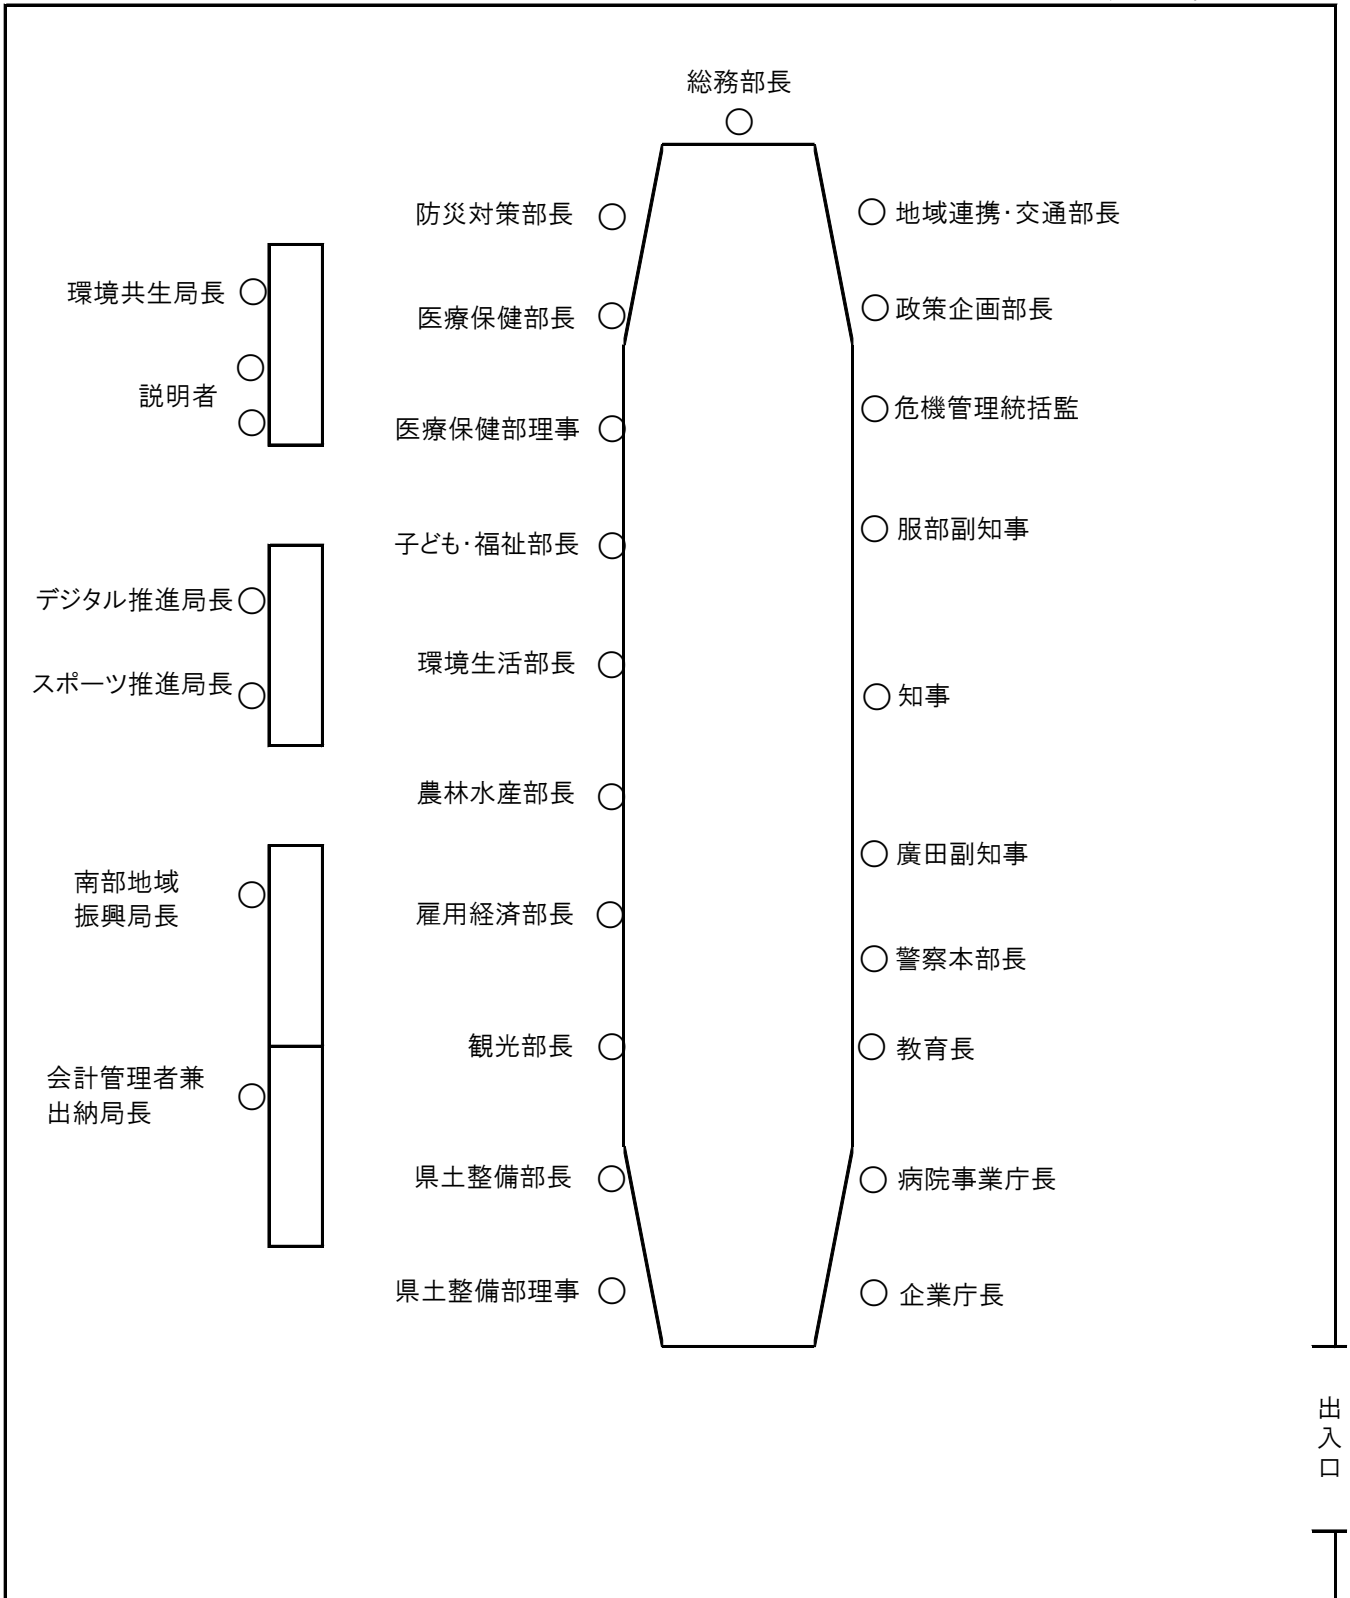 総務部長
防災対策部長
地域連携・交通部長
環境共生局長
医療保健部長
政策企画部長
説明者
医療保健部理事
危機管理統括監
子ども・福祉部長
服部副知事
デジタル推進局長
環境生活部長
スポーツ推進局長
知事
農林水産部長
廣田副知事
南部地域
振興局長
雇用経済部長
警察本部長
観光部長
教育長
会計管理者兼
出納局長
県土整備部長
病院事業庁長
県土整備部理事
企業庁長
出入口